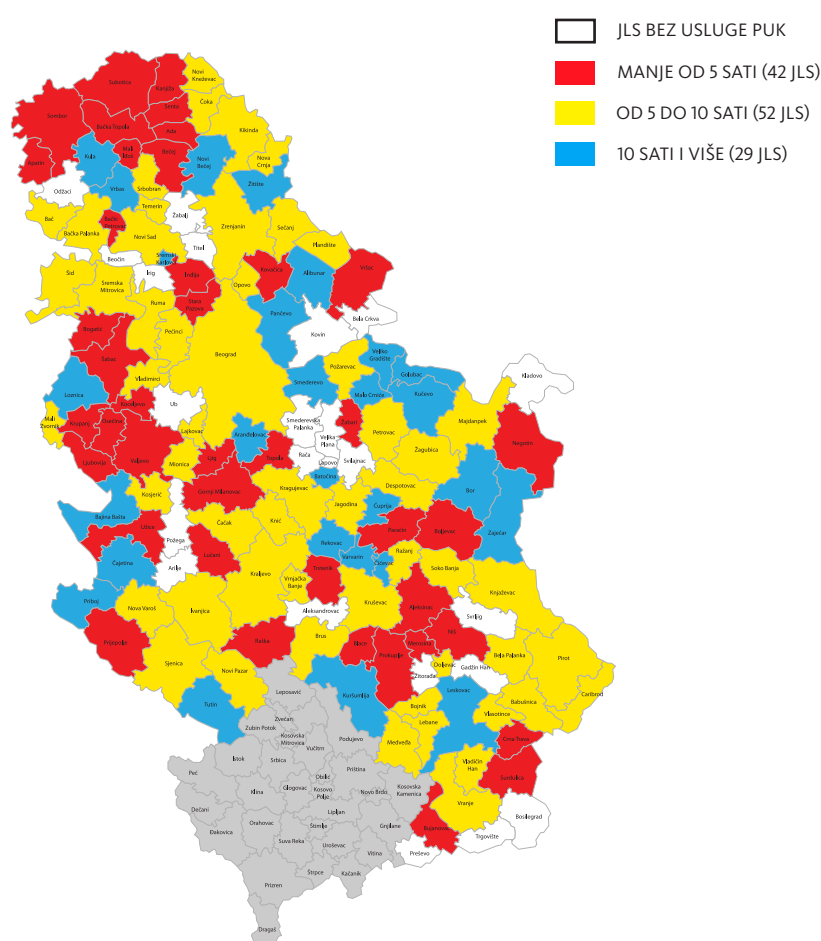 JLS BEZ USLUGE PUK
MANJE OD 5 SATI (42 JLS)
OD 5 DO 10 SATI (52 JLS)
10 SATI I VIŠE (29 JLS)
Subotica
Novi
Kneževac
Kanjiža
Čoka
Senta
Sombor
Bačka Topola
Ada
Kikinda
Mali
Iđoš
Bečej
Novi
Bečej
Nova
Crnja
Apatin
Kula
Vrbas
Srbobran
Žitište
Odžaci
Temerin
Žabalj
Bač
Bačka Palanka
Novi Sad
Zrenjanin
Sečanj
Titel
Plandište
Beočin
Irig
Inđija
Kovačica
Alibunar
Vršac
Šid
Sremska
Mitrovica
Opovo
Ruma
Stara
Pazova
Pančevo
Bela Crkva
Bogatić
Pećinci
Kovin
Šabac
Beograd
Veliko
Gradište
Požarevac
Golubac
Kladovo
Loznica
Vladimirci
Smederevo
Malo Crniće
Kučevo
Ub
Koceljeva
Mali
Zvornik
Krupanj
Osečina
Smederevska
Palanka
Žabari
Majdanpek
Lajkovac
Aranđelovac
Velika
Plana
Petrovac
Negotin
Ljubovija
Valjevo
Mionica
Ljig
Topola
Rača
Lapovo
Svilajnac
Žagubica
Batočina
Kosjerić
Gornji Milanovac
Kragujevac
Despotovac
Bor
Bajina Bašta
Jagodina
Ćuprija
Užice
Požega
Čačak
Knić
Paraćin
Boljevac
Zaječar
Rekovac
Čajetina
Arilje
Lučani
Varvarin
Ćićevac
Ražanj
Kraljevo
Trstenik
Soko Banja
Vrnjačka
Banje
Priboj
Nova Varoš
Ivanjica
Kruševac
Aleksinac
Knjaževac
Aleksandrovac
Svrljig
Prijepolje
Raška
Brus
Blace
Prokuplje
Merošina
Niš
Sjenica
Novi Pazar
Doljevac
Žitorađa
Gadžin Han
Bela Palanka
Pirot
Leposavić
Kuršumlija
Leskovac
Caribrod
Tutin
Bojnik
Babušnica
Zvečan
Lebane
Vlasotince
Zubin Potok
Kosovska
Mitrovica
Podujevo
Medveđa
Crna Trava
Vučitrn
Istok
Srbica
Priština
Vladičin
Han
Peć
Obilić
Surdulica
Klina
Glogovac
Kosovo
Polje
Novo Brdo
Kosovska
Kamenica
Vranje
Dečani
Lipljan
Bosilegrad
Orahovac
Štimlje
Gnjilane
Bujanovac
Đakovica
Trgovište
Suva Reka
Uroševac
Vitina
Preševo
Štrpce
Kačanik
Prizren
Dragaš